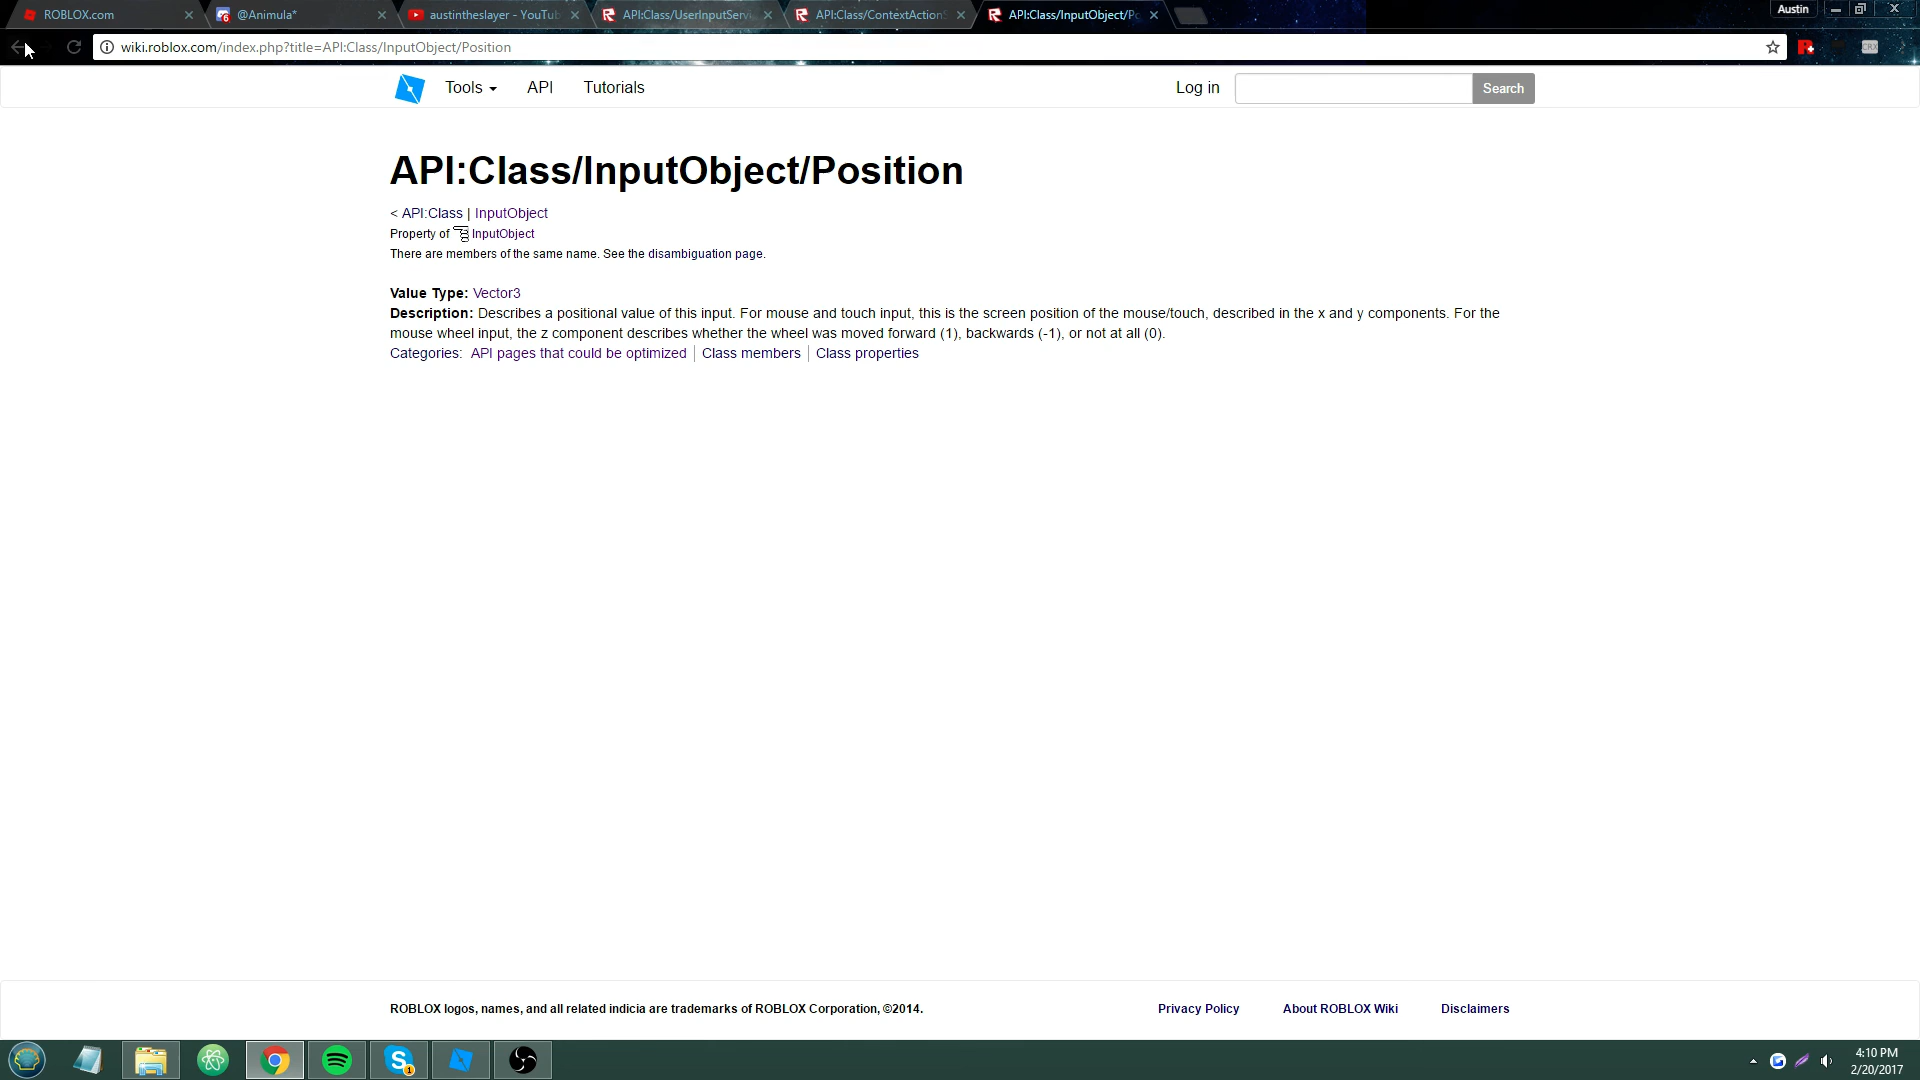 ROBLOX.com
@Animula*
austintheslayer - YouTub
API:Class/UserInputServi
API:Class/ContextActionS
API:Class/InputObject/Po
Austin
wiki.roblox.com/index.php?title=API:Class/InputObject/Position
CRX
Tools
API
Tutorials
Log in
Search
API:Class/InputObject/Position
< API:Class | InputObject
Property of InputObject
There are members of the same name. See the disambiguation page.
Value Type: Vector3
Description: Describes a positional value of this input. For mouse and touch input, this is the screen position of the mouse/touch, described in the x and y components. For the
mouse wheel input, the z component describes whether the wheel was moved forward (1), backwards (-1), or not at all (0).
Categories: API pages that could be optimized | Class members | Class properties
ROBLOX logos, names, and all related indicia are trademarks of ROBLOX Corporation, ©2014.
Privacy Policy
About ROBLOX Wiki
Disclaimers
4:10 PM
2/20/2017